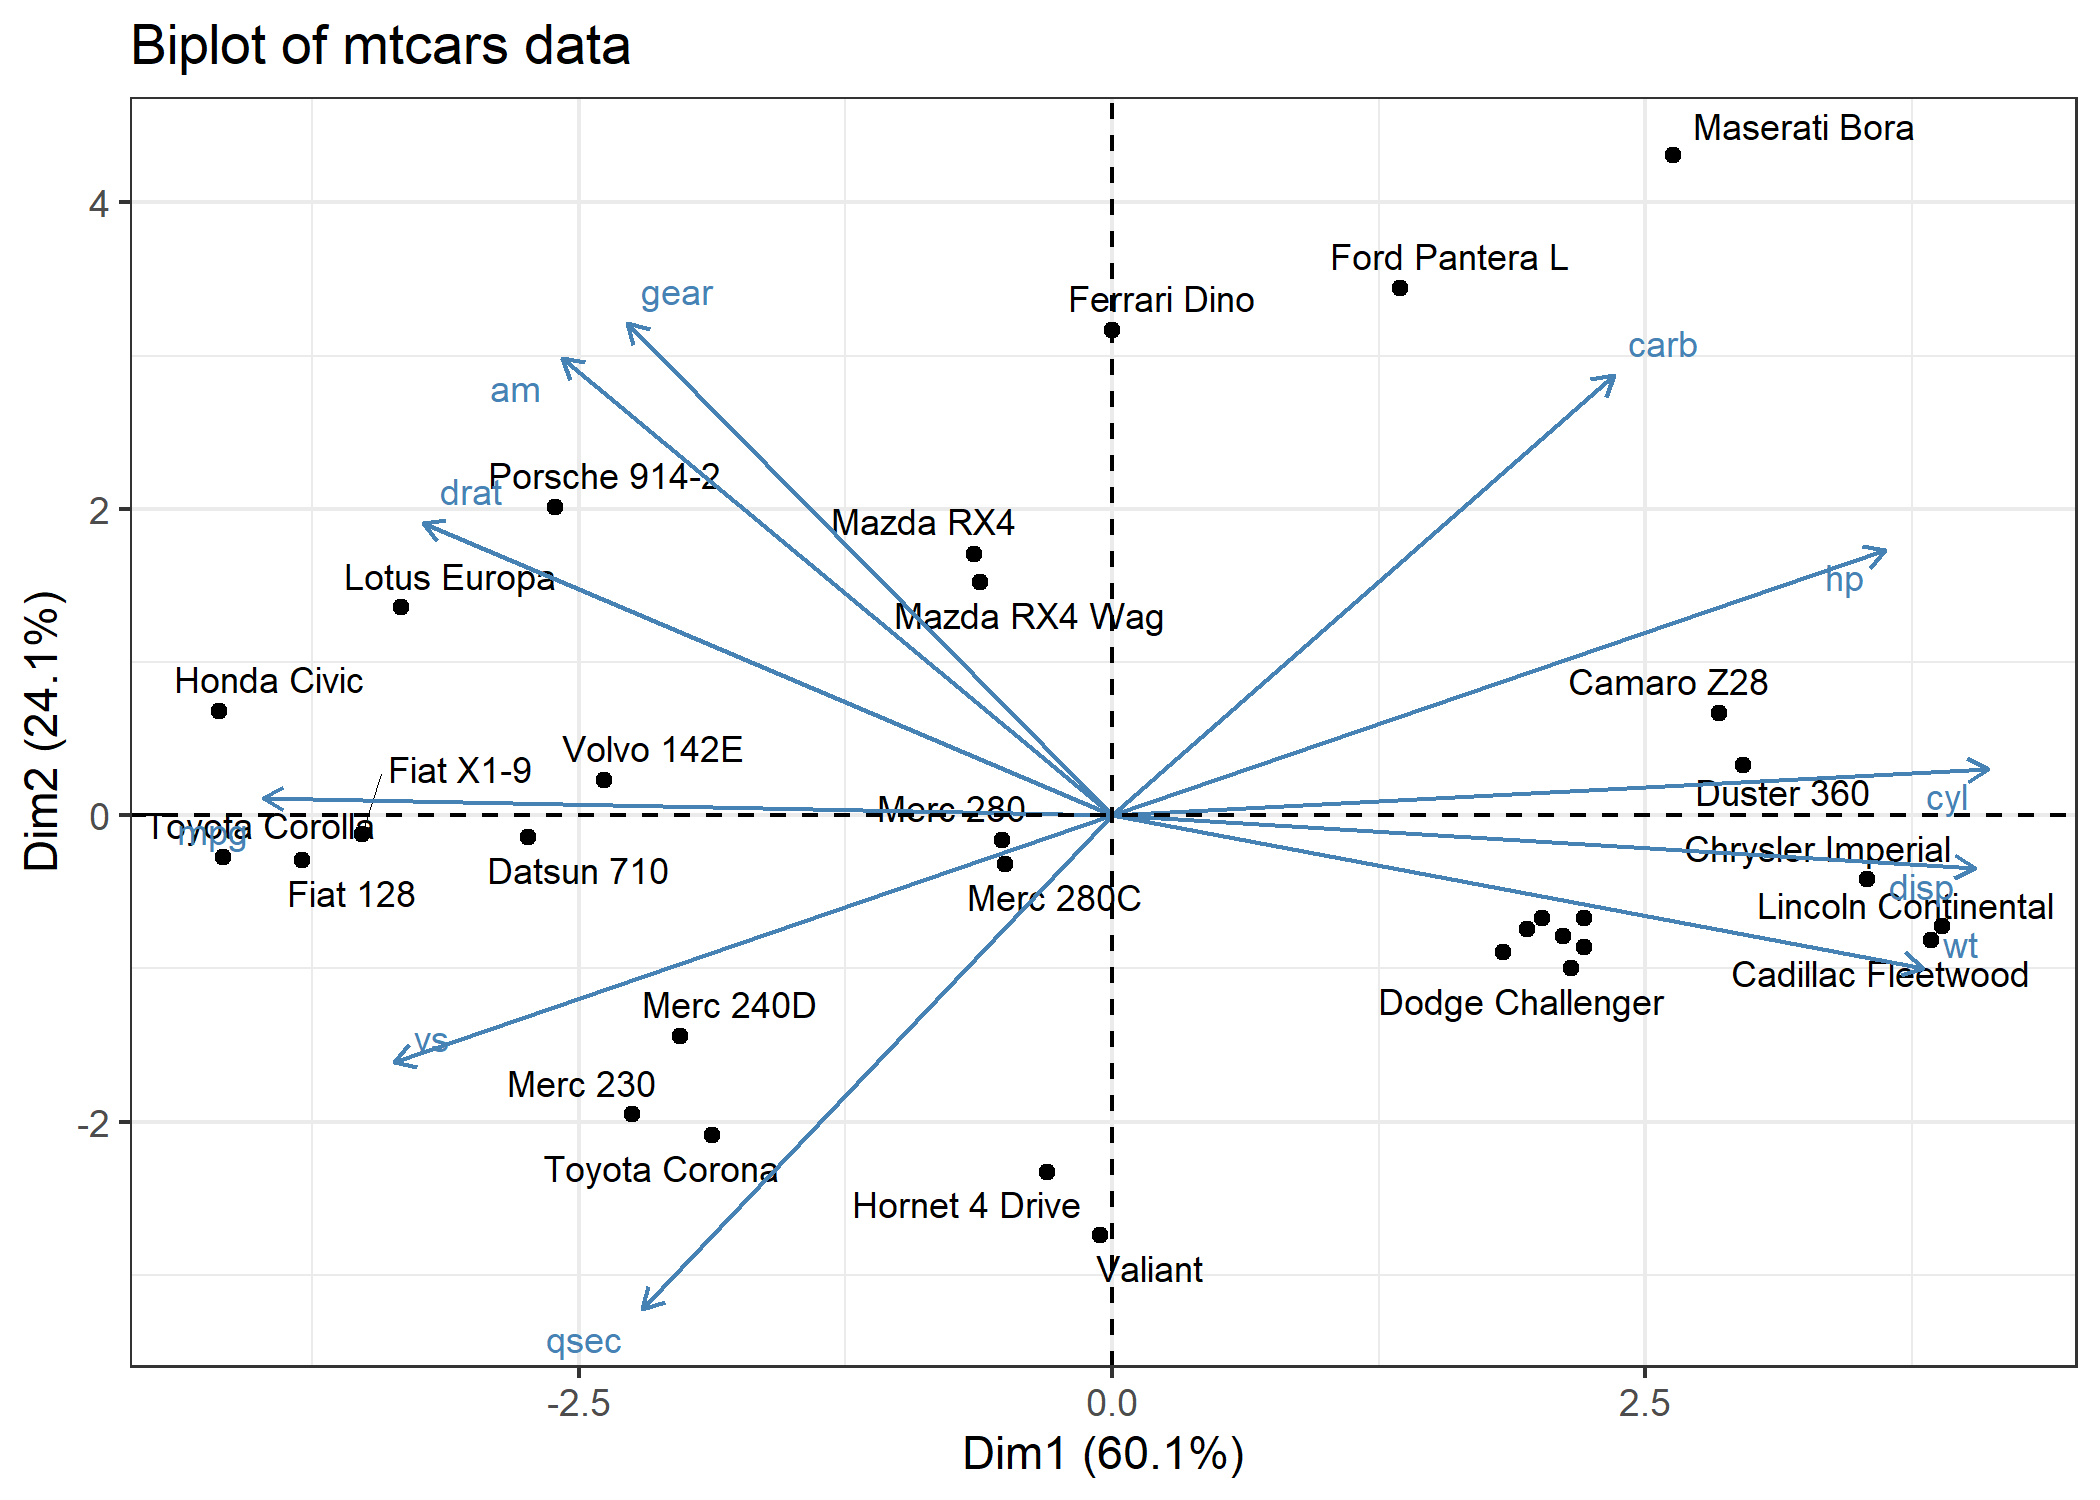 Biplot of mtcars data
Maserati Bora
4
Ford Pantera L
gear
Ferrari Dino
carb
am
Porsche 914-2
drat
2
Mazda RX4
Lotus Europa
hp
Mazda RX4 Wag
Honda Civic
Camaro Z28
Volvo 142E
Fiat X1-9
Duster 360
cyl
Merc 280
0
Toyota Corolla
mpg
Chrysler Imperial
Datsun 710
disp
Fiat 128
Merc 280C
Lincoln Continental
wt
Cadillac Fleetwood
Dodge Challenger
Merc 240D
vs
Merc 230
-2
Toyota Corona
Hornet 4 Drive
Valiant
qsec
-2.5
0.0
2.5
Dim1 (60.1%)
Dim2 (24.1%)